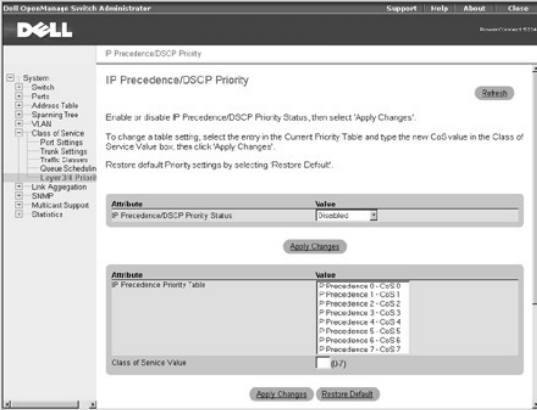 Dell OpenManage Switch Administrator
Support Help About Close
DELL
PowerConnect 5224
IP Precedence/DSCP Priority
System
Switch
Ports
Address Table
Spanning Tree
VLAN
Class of Service
Port Settings
Trunk Settings
Traffic Classes
Queue Schedulin
Layer 3/4 Priorit
Link Aggregation
SNMP
Multicast Support
Statistics
IP Precedence/DSCP Priority
Refresh
Enable or disable IP Precedence/DSCP Priority Status, then select 'Apply Changes'.
To change a table setting, select the entry in the Current Priority Table and type the new CoS value in the Class of
Service Value box, then click 'Apply Changes'.
Restore default Priority settings by selecting 'Restore Default'.
Attribute Value
IP Precedence/DSCP Priority Status Disabled
Apply Changes
Attribute Value
IP Precedence Priority Table
IP Precedence 0 - CoS 0
IP Precedence 1 - CoS 1
IP Precedence 2 - CoS 2
IP Precedence 3 - CoS 3
IP Precedence 4 - CoS 4
IP Precedence 5 - CoS 5
IP Precedence 6 - CoS 6
IP Precedence 7 - CoS 7
Class of Service Value (0-7)
Apply Changes Restore Default